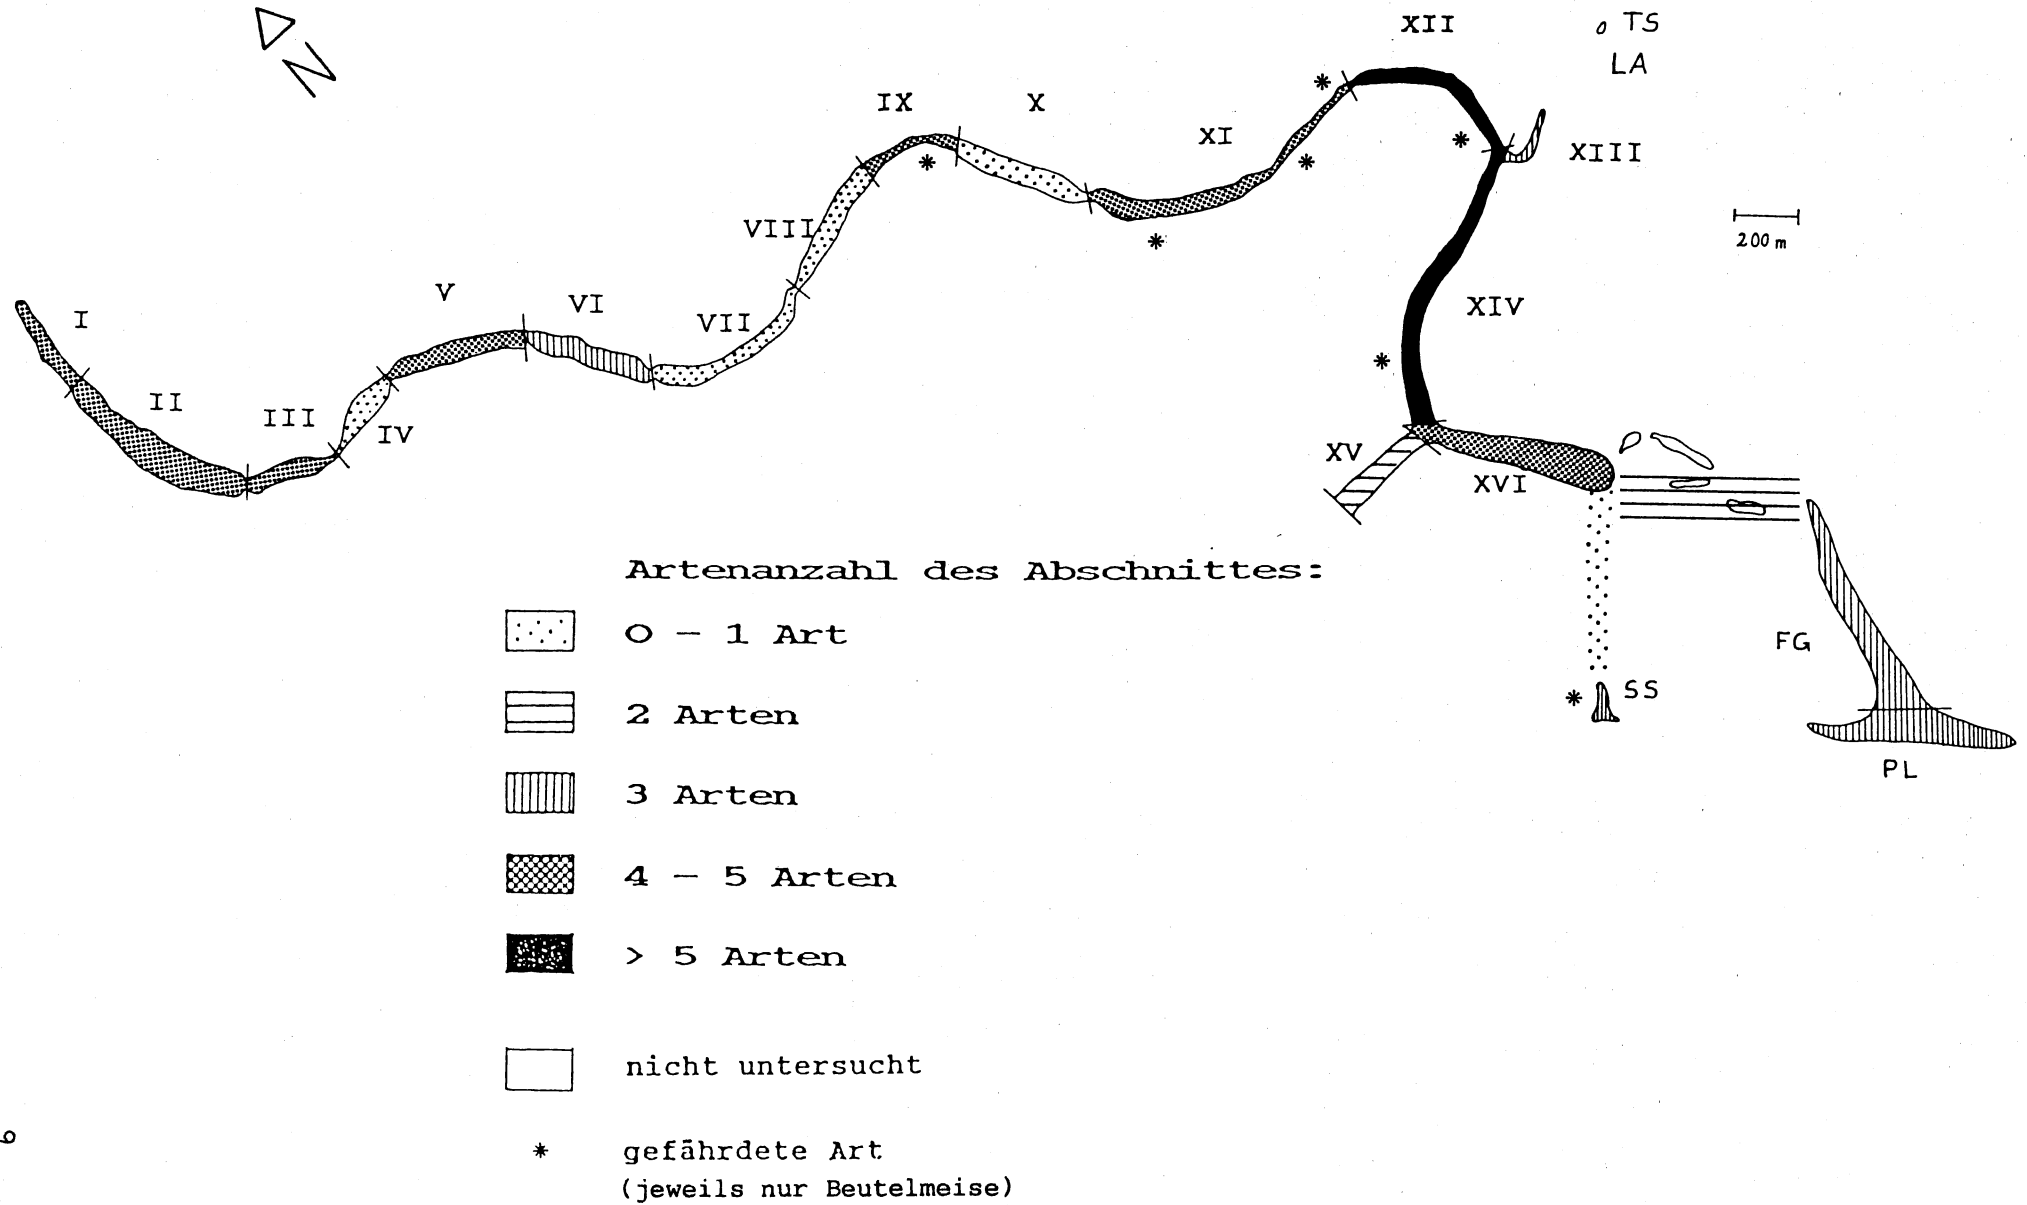 N
XII
TS
LA
IX
X
XI
XIII
VIII
200 m
I
V
VI
VII
XIV
II
III
IV
XV
XVI
Artenanzahl des Abschnittes:
0 - 1 Art
2 Arten
3 Arten
4 - 5 Arten
> 5 Arten
nicht untersucht
* gefährdete Art
(jeweils nur Beutelmeise)
FG
* SS
PL